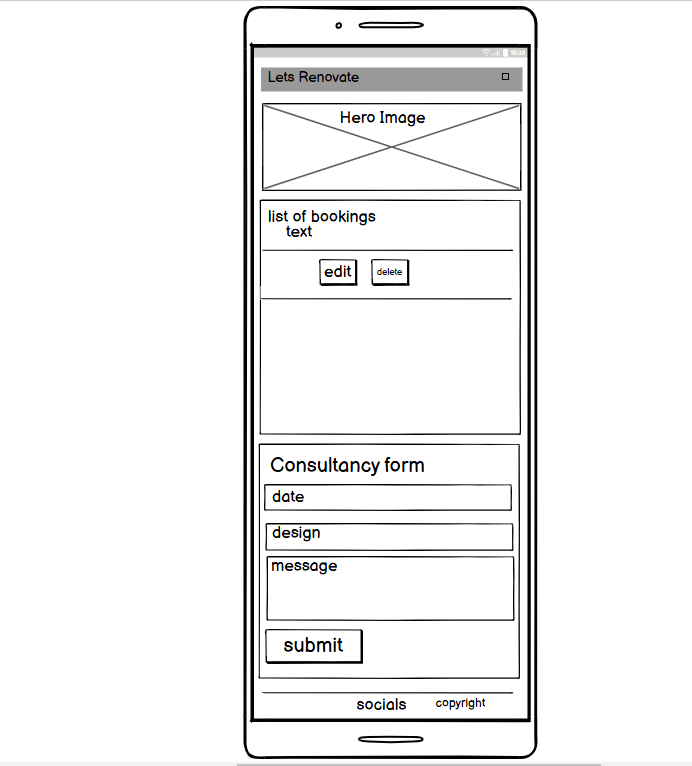 Lets Renovate
Hero Image
list of bookings
text
edit delete
Consultancy form
date
design
message
submit
socials copyright